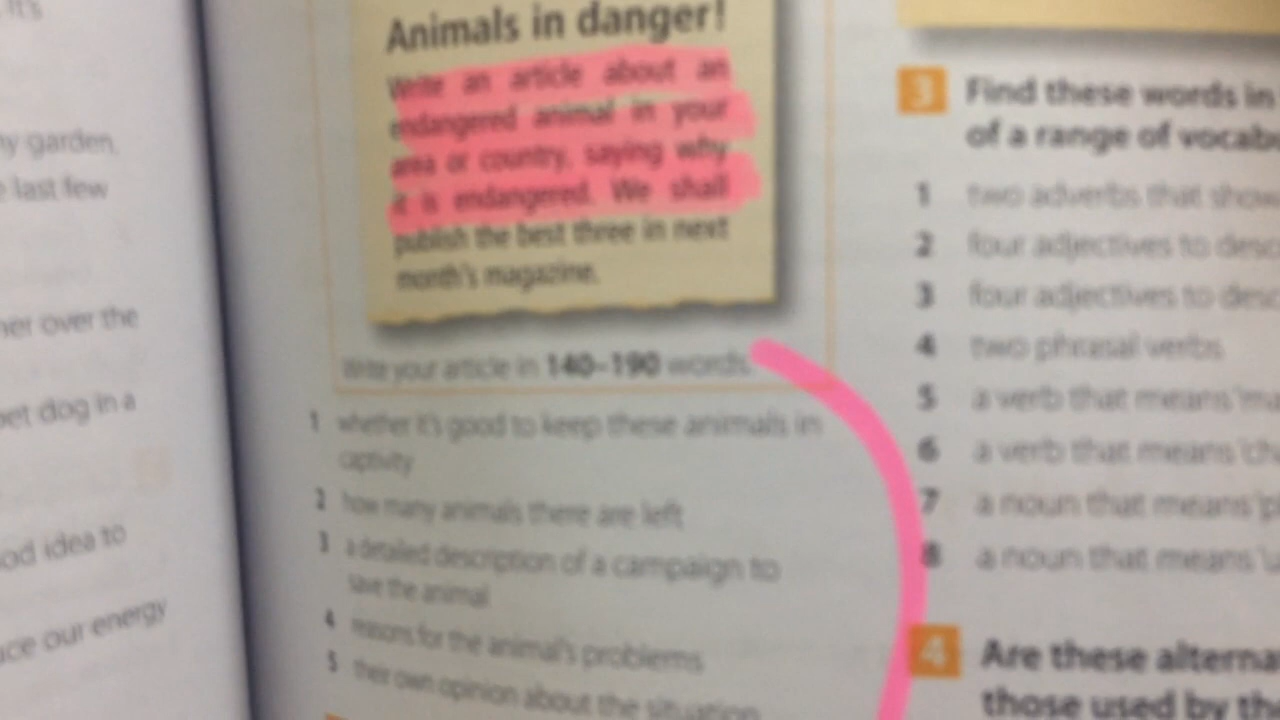 It's
garden,
last few
over the
dog in a
idea to
our energy
Animals in danger!
Write an article about an
endangered animal in your
area or country, saying why
it is endangered. We shall
publish the best three in next
month's magazine.
Write your article in 140–190 words.
1 whether it's good to keep these animals in
captivity
2 how many animals there are left
3 a detailed description of a campaign to
save the animal
4 reasons for the animal's problems
5 their own opinion about the situation
3 Find these words in
of a range of
1 two adverbs that show
2 four adjectives to
3 four adjectives to
4 two phrasal verbs
5 a verb that means
6 a verb that means
7 a noun that means
8 a noun that means
4 Are these
those used by